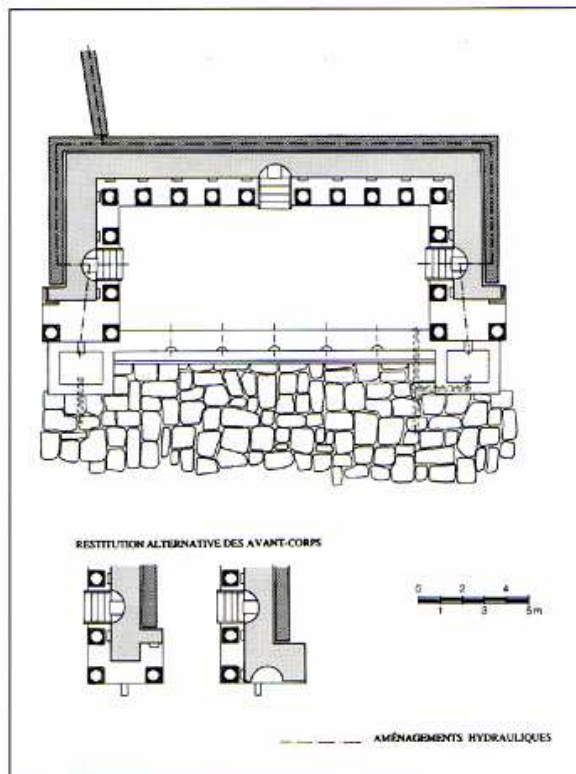 RESTITUTION ALTERNATIVE DES AVANT-CORPS
0 2 4
1 3 5m
AMÉNAGEMENTS HYDRAULIQUES